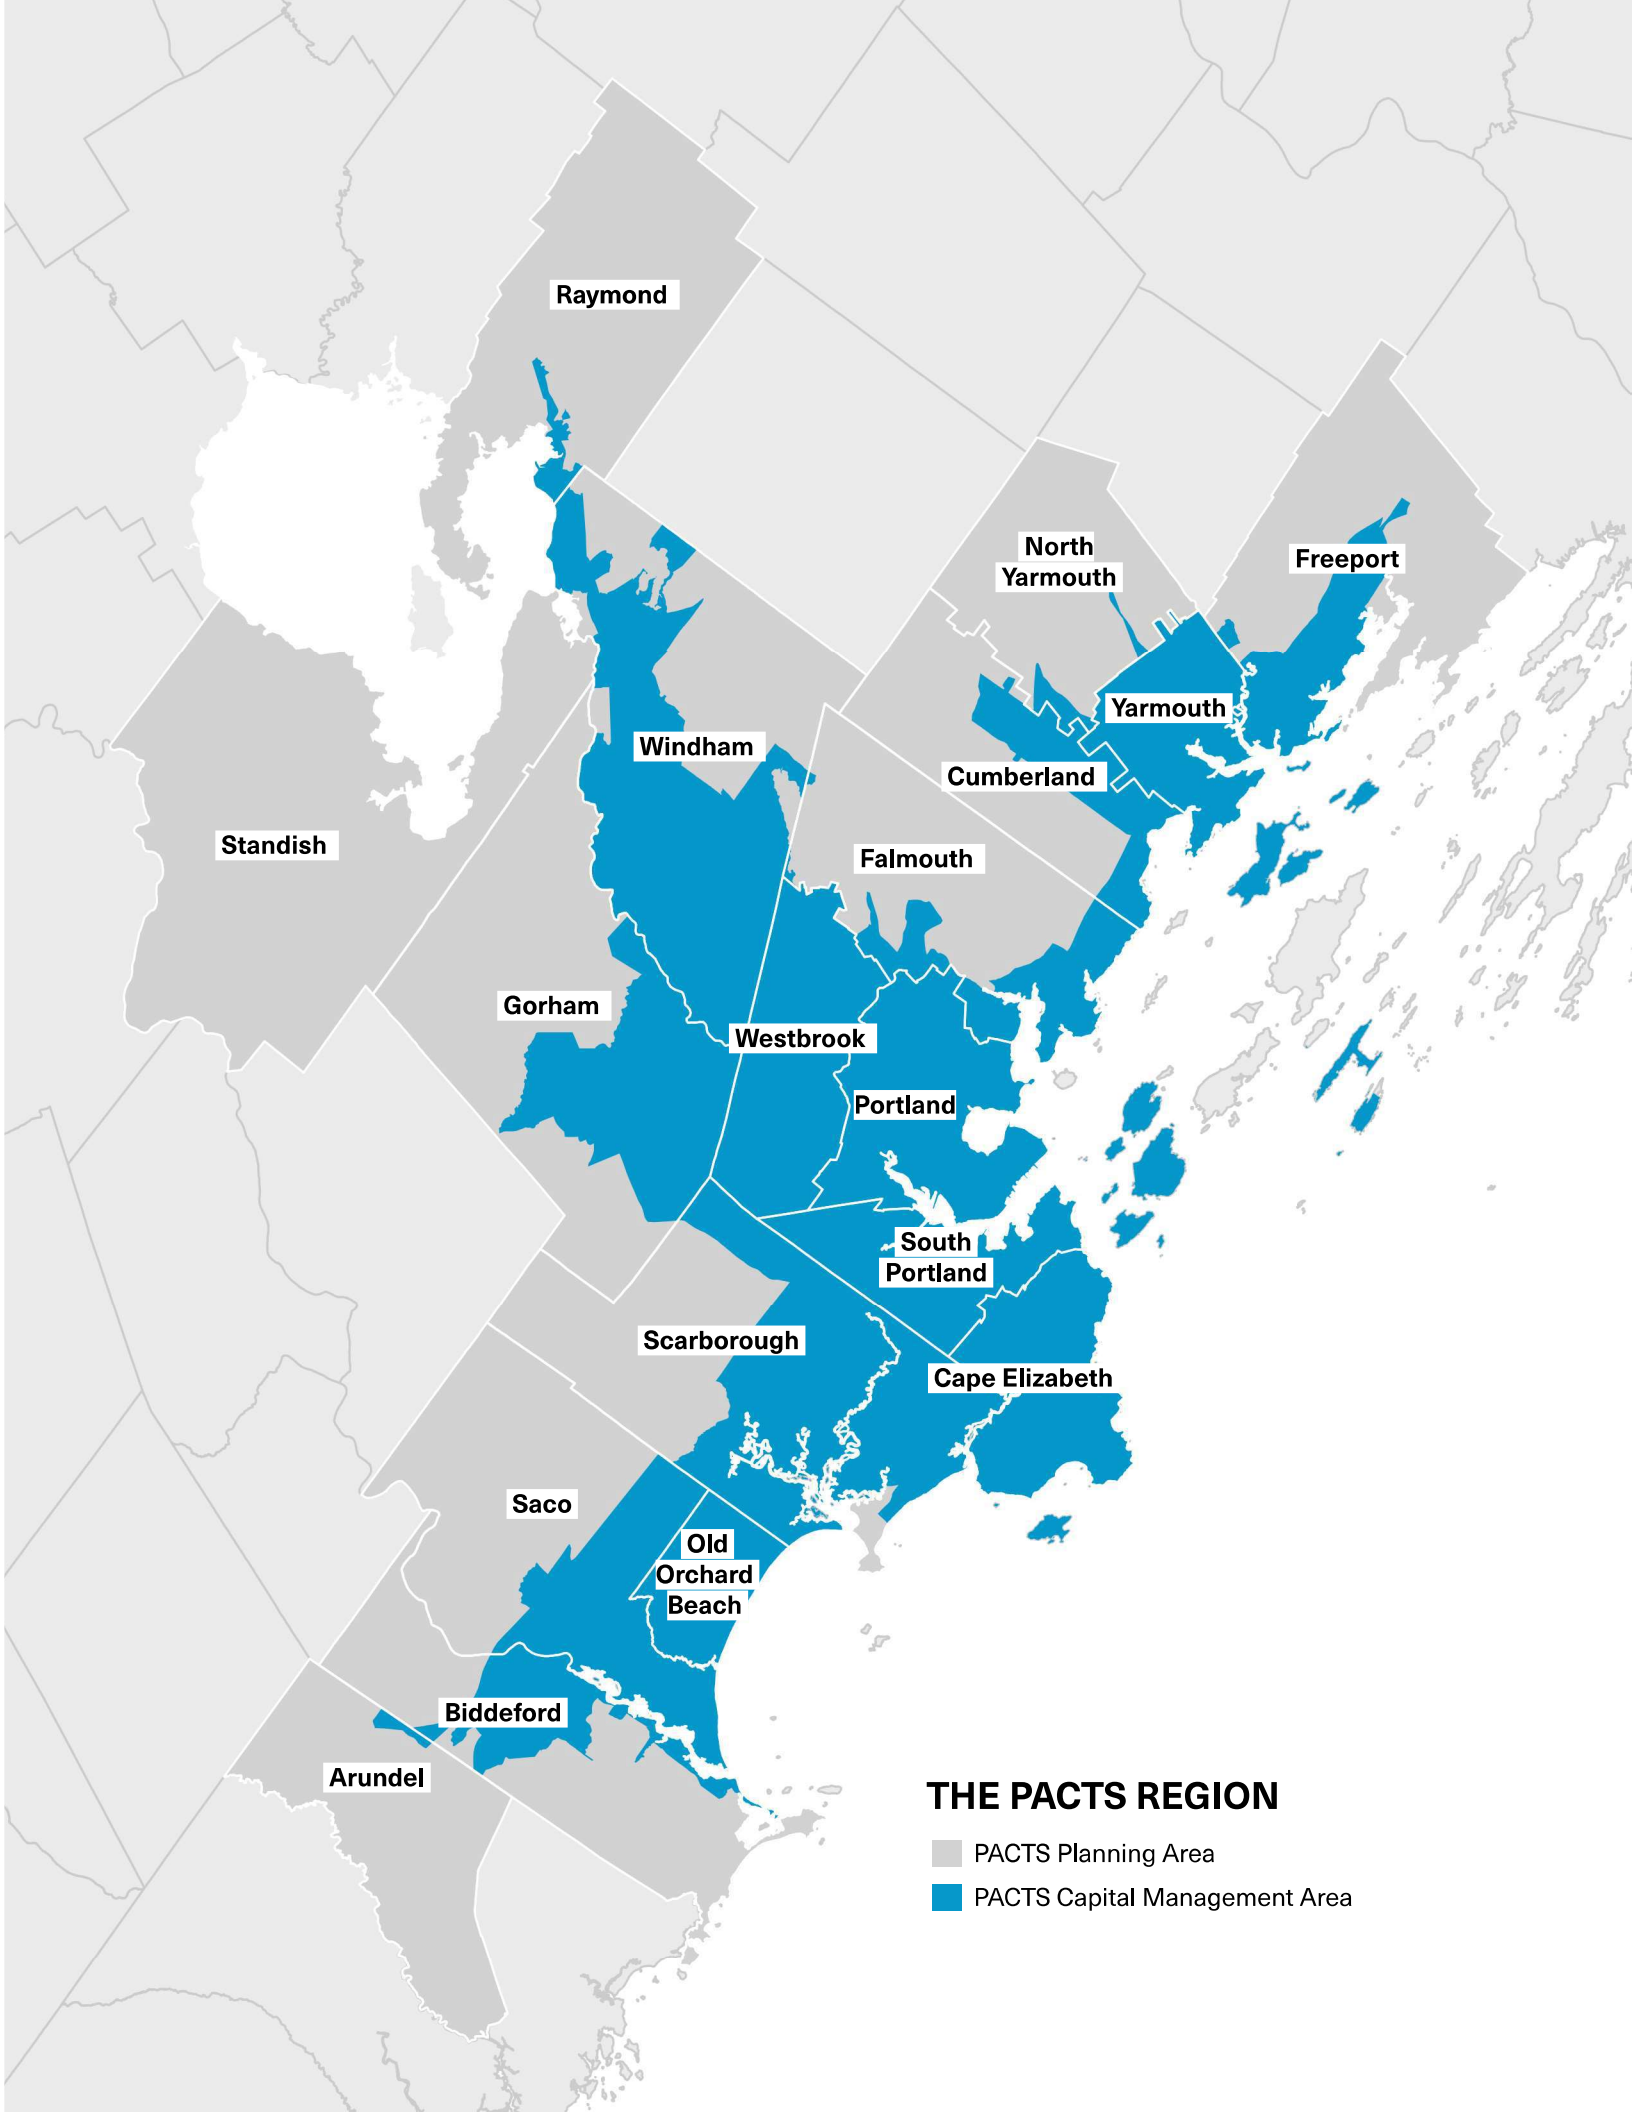 Raymond
North
Yarmouth
Freeport
Yarmouth
Windham
Cumberland
Standish
Falmouth
Gorham
Westbrook
Portland
South
Portland
Scarborough
Cape Elizabeth
Saco
Old
Orchard
Beach
Biddeford
Arundel
THE PACTS REGION
PACTS Planning Area
PACTS Capital Management Area